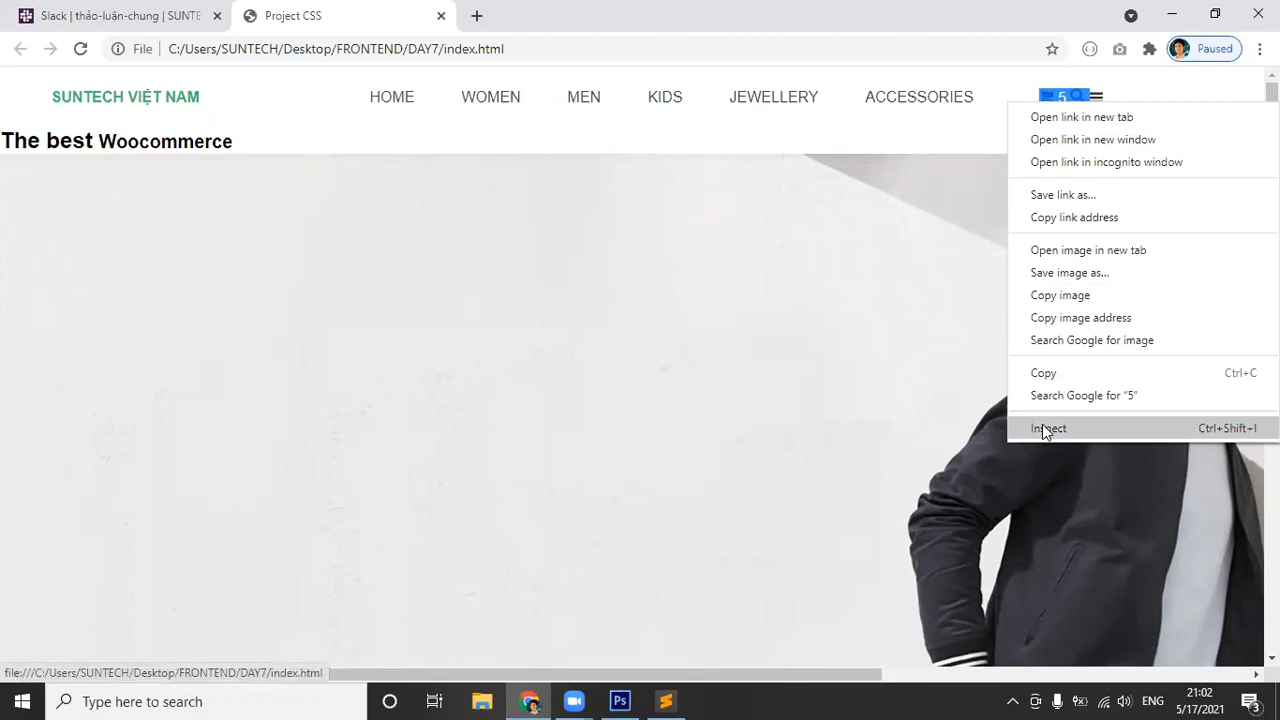 Slack | thảo-luận-chung | SUNTE
Project CSS
File
C:/Users/SUNTECH/Desktop/FRONTEND/DAY7/index.html
Paused
SUNTECH VIỆT NAM
HOME
WOMEN
MEN
KIDS
JEWELLERY
ACCESSORIES
5
The best Woocommerce
Open link in new tab
Open link in new window
Open link in incognito window
Save link as...
Copy link address
Open image in new tab
Save image as...
Copy image
Copy image address
Search Google for image
Copy Ctrl+C
Search Google for "5"
Inspect Ctrl+Shift+I
file:///C:/Users/SUNTECH/Desktop/FRONTEND/DAY7/index.html
Type here to search
Ps
ENG
21:02
5/17/2021
3